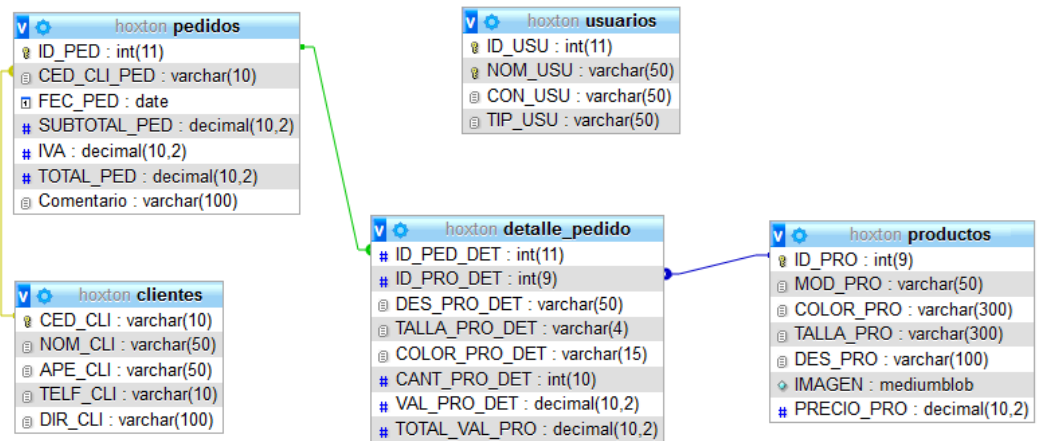 hoxton pedidos
ID_PED : int(11)
CED_CLI_PED : varchar(10)
FEC_PED : date
SUBTOTAL_PED : decimal(10,2)
IVA : decimal(10,2)
TOTAL_PED : decimal(10,2)
Comentario : varchar(100)
hoxton usuarios
ID_USU : int(11)
NOM_USU : varchar(50)
CON_USU : varchar(50)
TIP_USU : varchar(50)
hoxton clientes
CED_CLI : varchar(10)
NOM_CLI : varchar(50)
APE_CLI : varchar(50)
TELF_CLI : varchar(10)
DIR_CLI : varchar(100)
hoxton detalle_pedido
ID_PED_DET : int(11)
ID_PRO_DET : int(9)
DES_PRO_DET : varchar(50)
TALLA_PRO_DET : varchar(4)
COLOR_PRO_DET : varchar(15)
CANT_PRO_DET : int(10)
VAL_PRO_DET : decimal(10,2)
TOTAL_VAL_PRO : decimal(10,2)
hoxton productos
ID_PRO : int(9)
MOD_PRO : varchar(50)
COLOR_PRO : varchar(300)
TALLA_PRO : varchar(300)
DES_PRO : varchar(100)
IMAGEN : mediumblob
PRECIO_PRO : decimal(10,2)